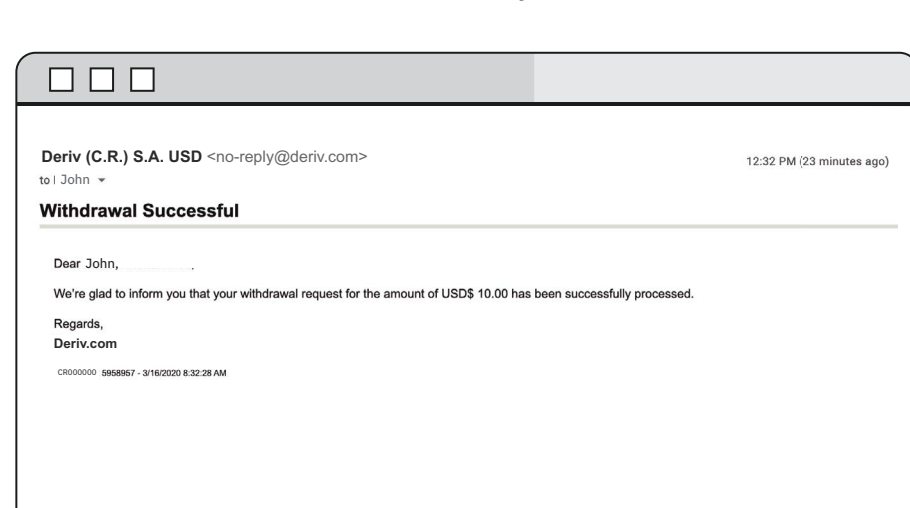 Deriv (C.R.) S.A. USD <no-reply@deriv.com>
12:32 PM (23 minutes ago)
to | John
Withdrawal Successful
Dear John,
We're glad to inform you that your withdrawal request for the amount of USD$ 10.00 has been successfully processed.
Regards,
Deriv.com
CR000000 5958957 - 3/16/2020 8:32:28 AM